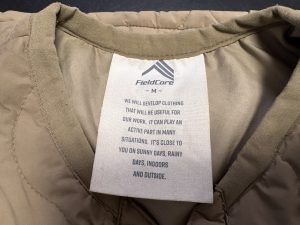 FieldCore
- M -
WE WILL DEVELOP CLOTHING
THAT WILL BE USEFUL FOR
OUR WORK. IT CAN PLAY AN
ACTIVE PART IN MANY
SITUATIONS. IT'S CLOSE TO
YOU ON SUNNY DAYS, RAINY
DAYS, INDOORS
AND OUTSIDE.